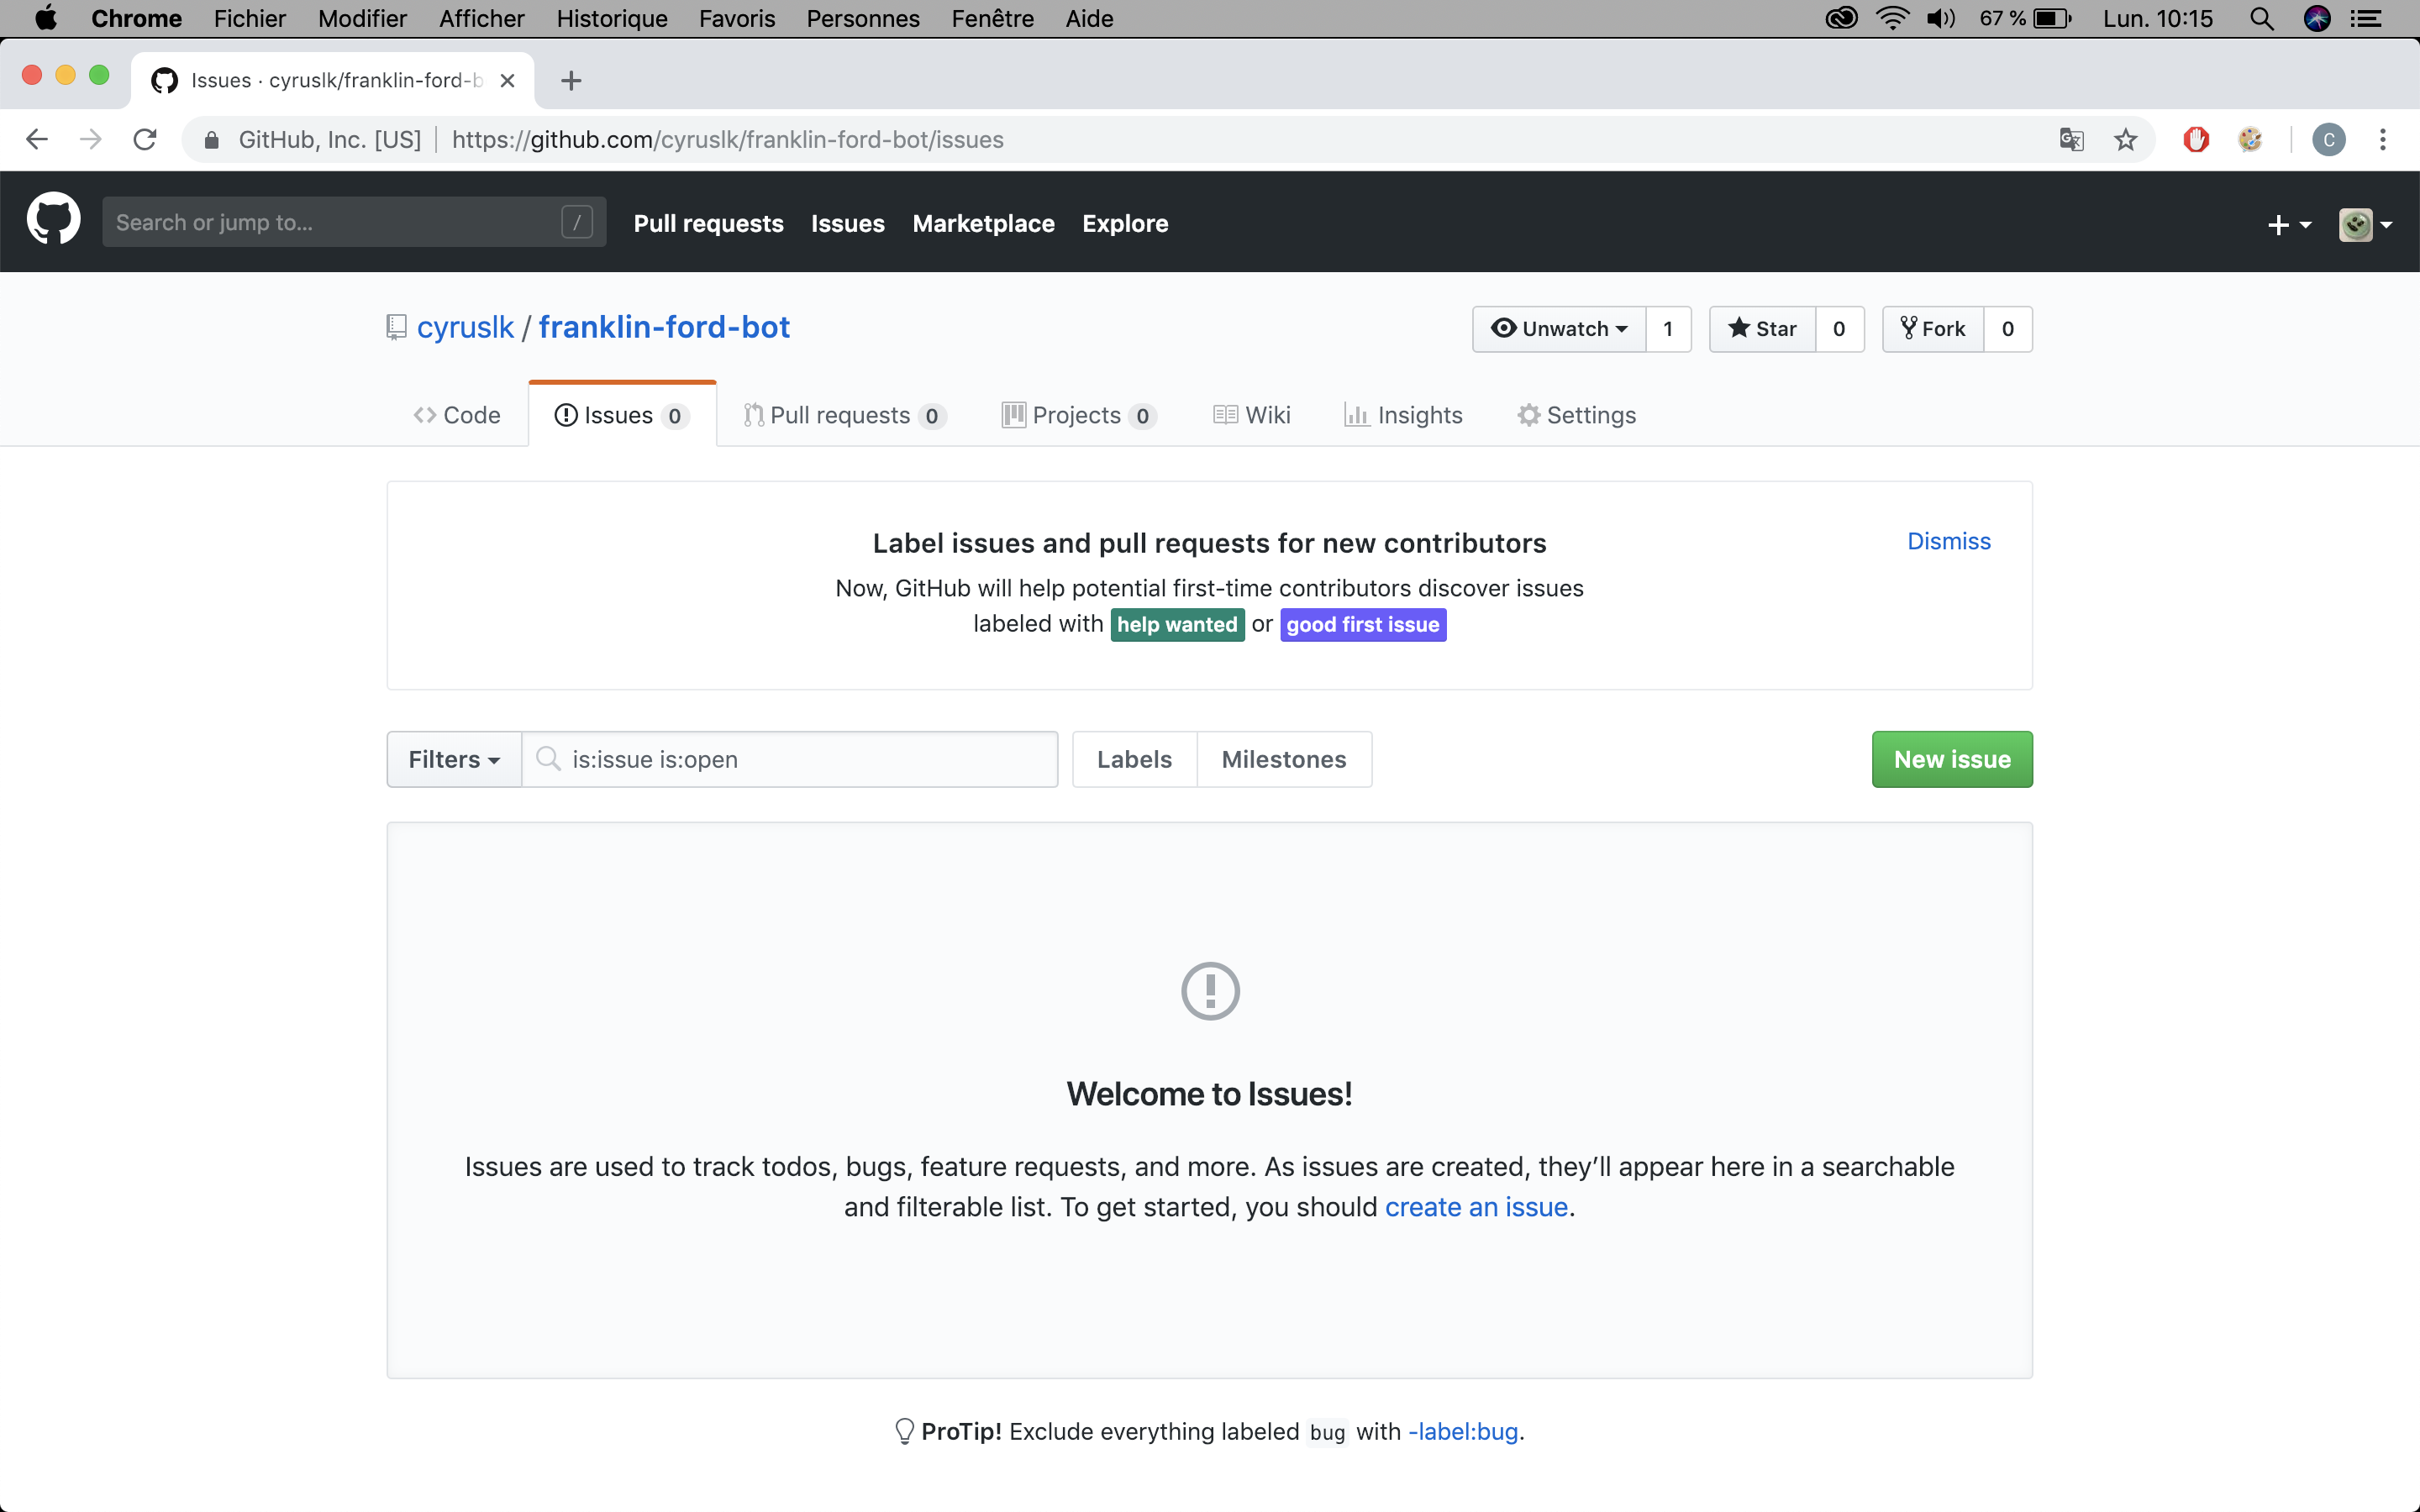 Chrome Fichier Modifier Afficher Historique Favoris Personnes Fenêtre Aide 67 % Lun. 10:15
Issues · cyruslk/franklin-ford-b
GitHub, Inc. [US] https://github.com/cyruslk/franklin-ford-bot/issues C
Search or jump to... / Pull requests Issues Marketplace Explore
cyruslk / franklin-ford-bot Unwatch 1 Star 0 Fork 0
Code Issues 0 Pull requests 0 Projects 0 Wiki Insights Settings
Label issues and pull requests for new contributors Dismiss
Now, GitHub will help potential first-time contributors discover issues
labeled with help wanted or good first issue
Filters is:issue is:open Labels Milestones New issue
Welcome to Issues!
Issues are used to track todos, bugs, feature requests, and more. As issues are created, they’ll appear here in a searchable
and filterable list. To get started, you should create an issue.
ProTip! Exclude everything labeled bug with -label:bug.